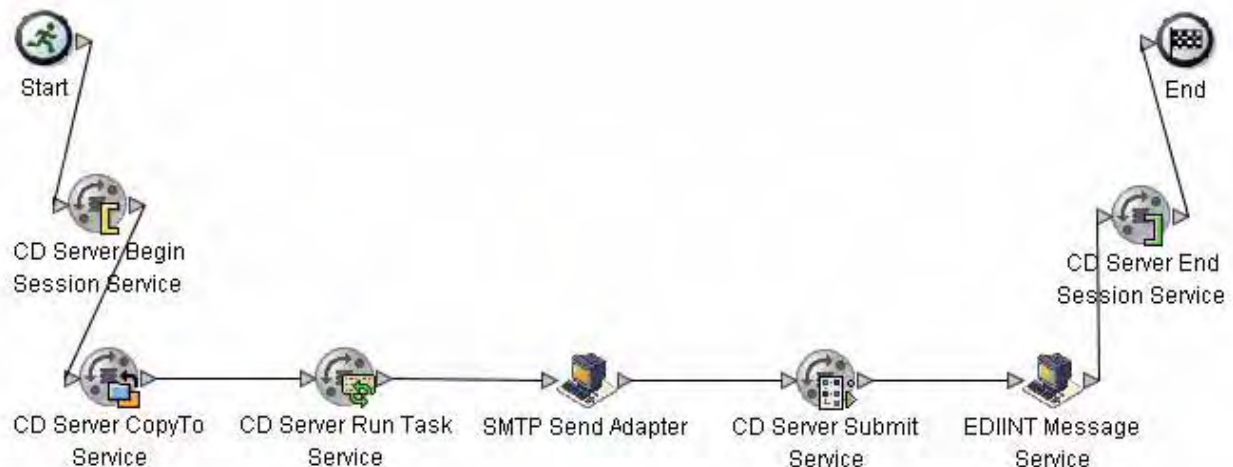 Start
End
CD Server Begin
Session Service
CD Server End
Session Service
CD Server CopyTo
Service
CD Server Run Task
Service
SMTP Send Adapter
CD Server Submit
Service
EDIINT Message
Service